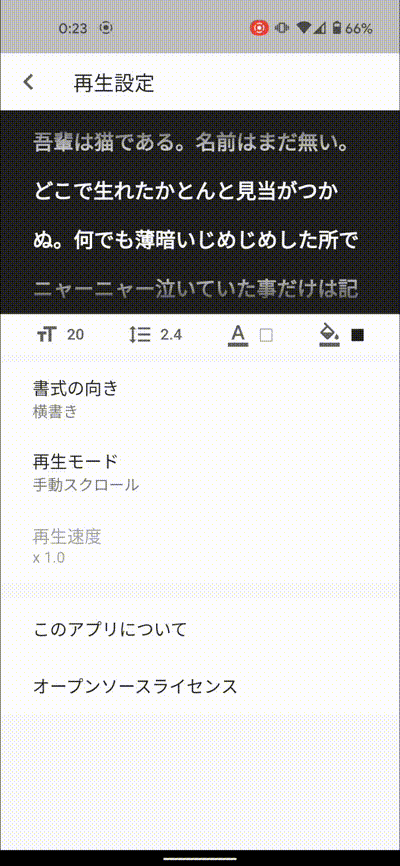 0:23
66%
再生設定
吾輩は猫である。名前はまだ無い。
どこで生れたかとんと見当がつか
ぬ。何でも薄暗いじめじめした所で
ニャーニャー泣いていた事だけは記
20
2.4
A
書式の向き
横書き
再生モード
手動スクロール
再生速度
x 1.0
このアプリについて
オープンソースライセンス